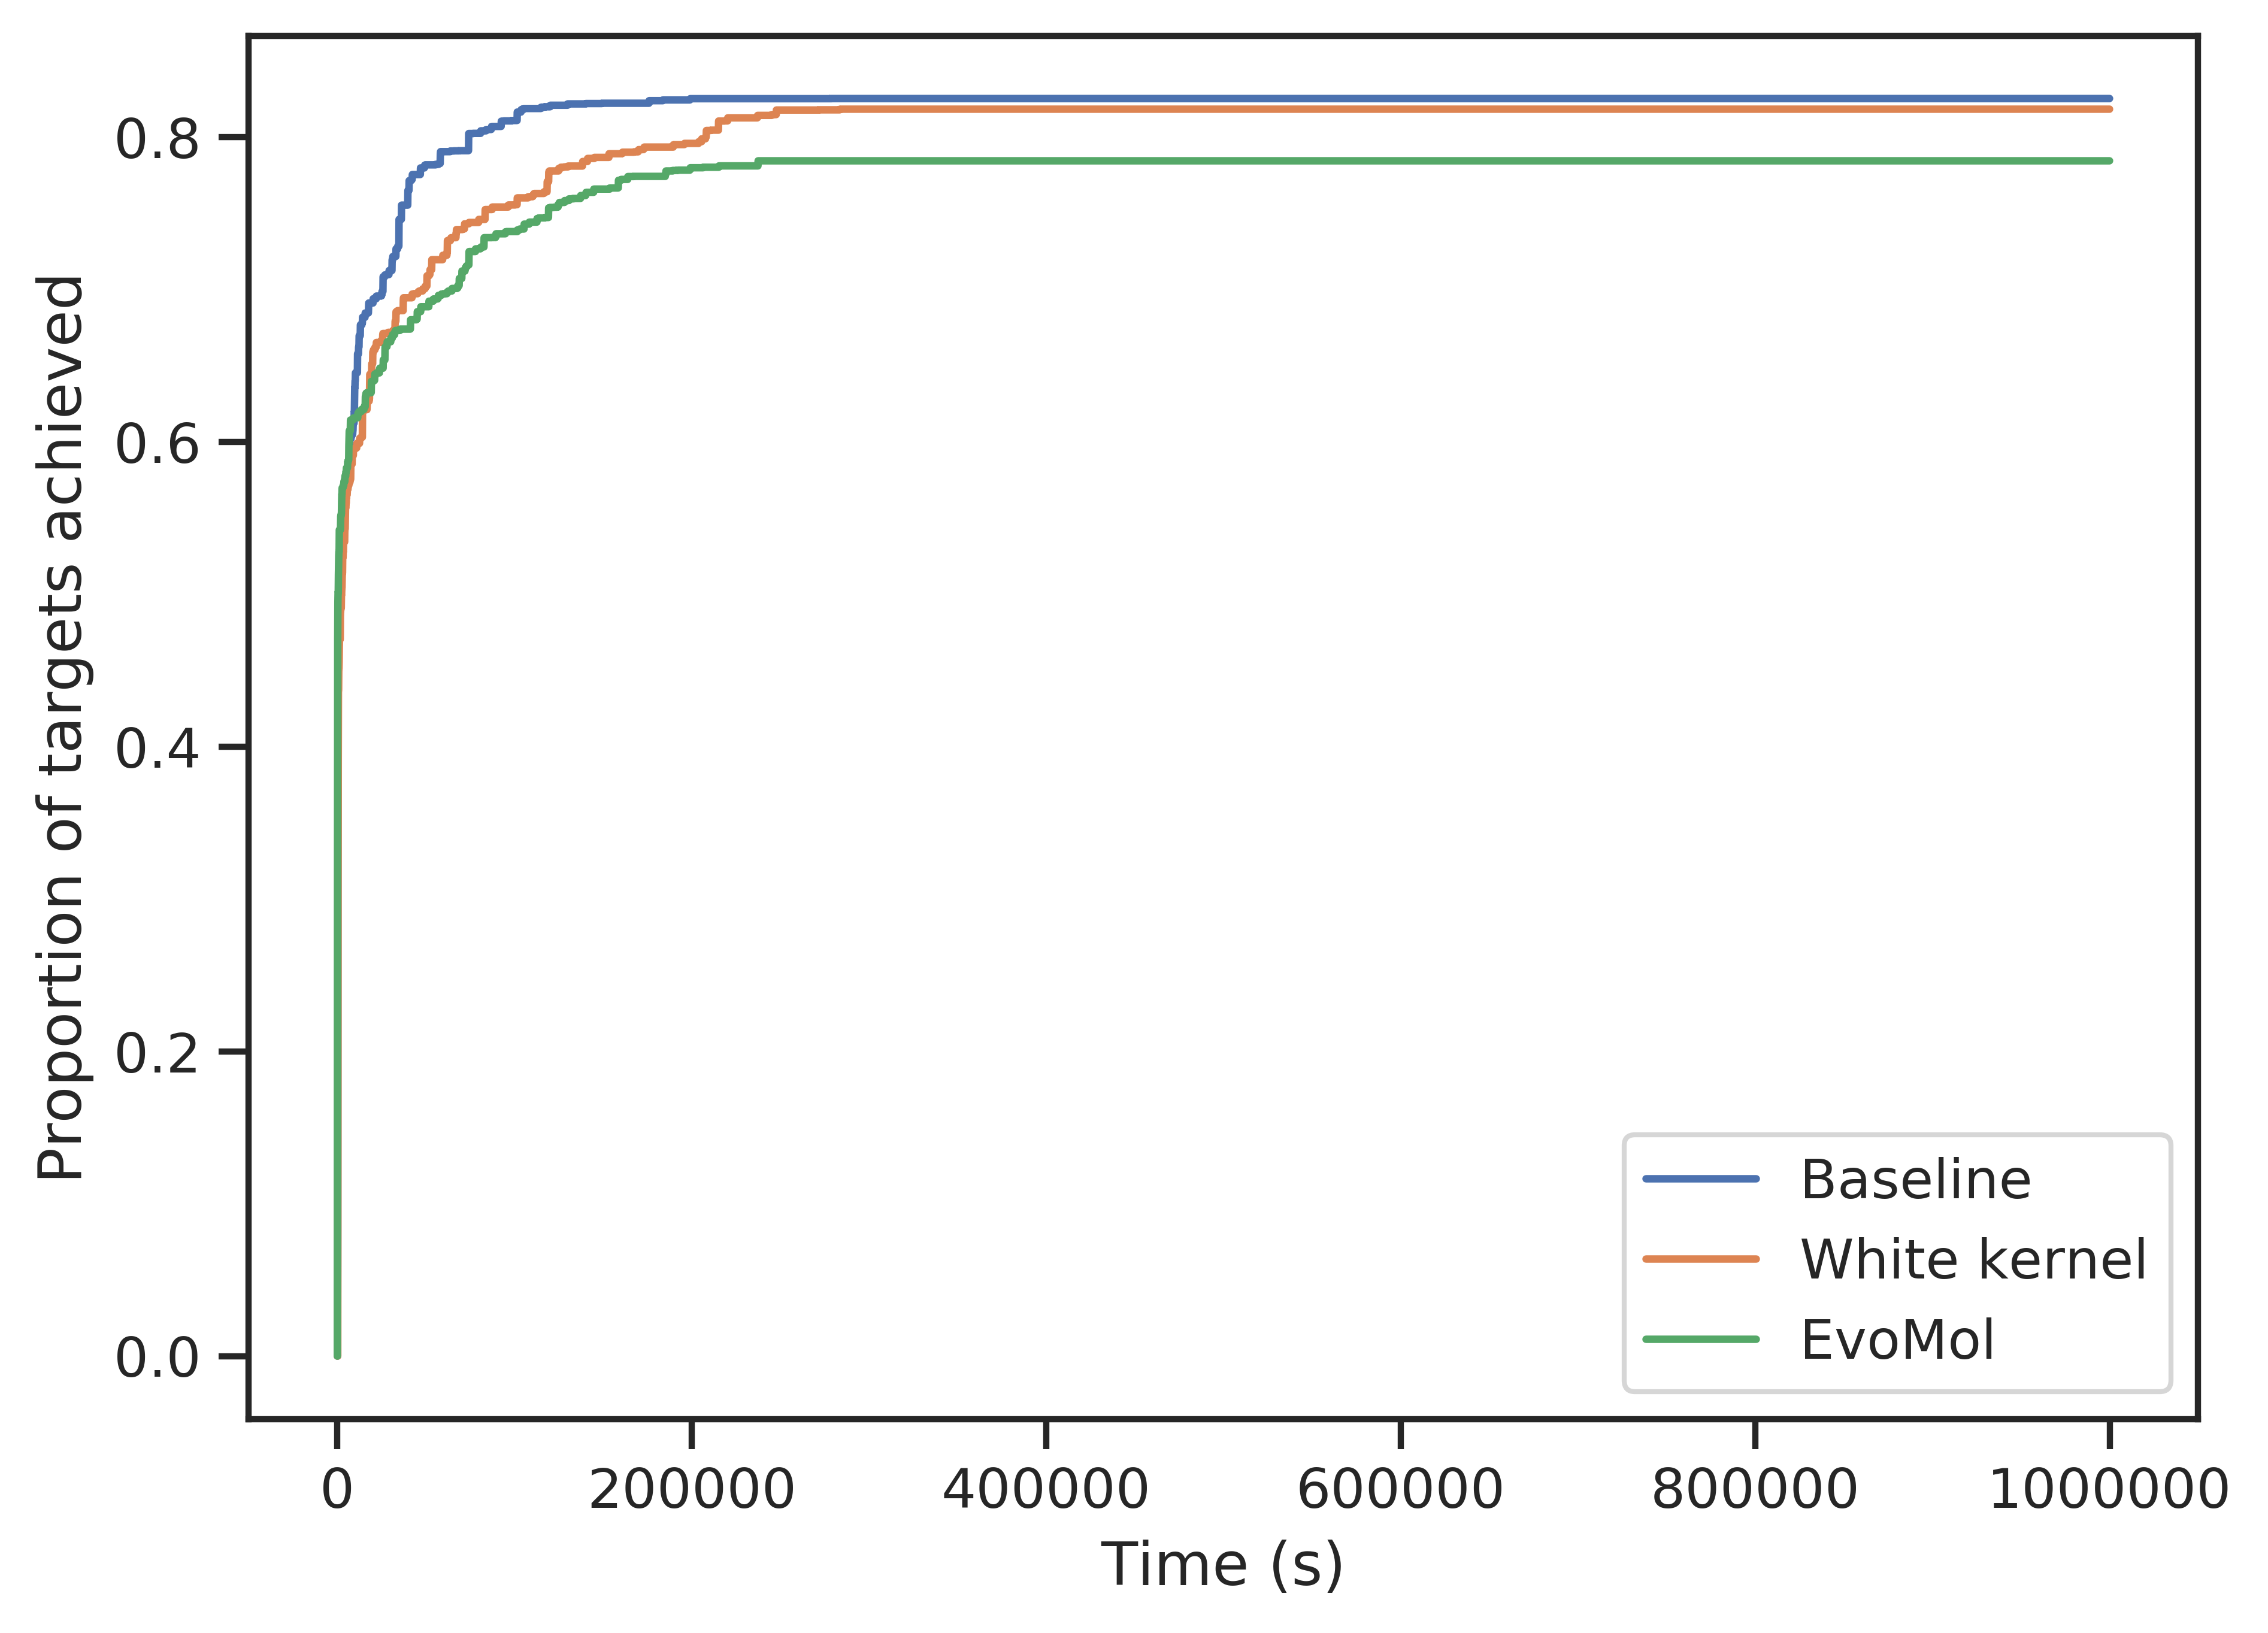 Proportion of targets achieved
0.8
0.6
0.4
0.2
0.0
Baseline
White kernel
EvoMol
0 200000 400000 600000 800000 1000000
Time (s)